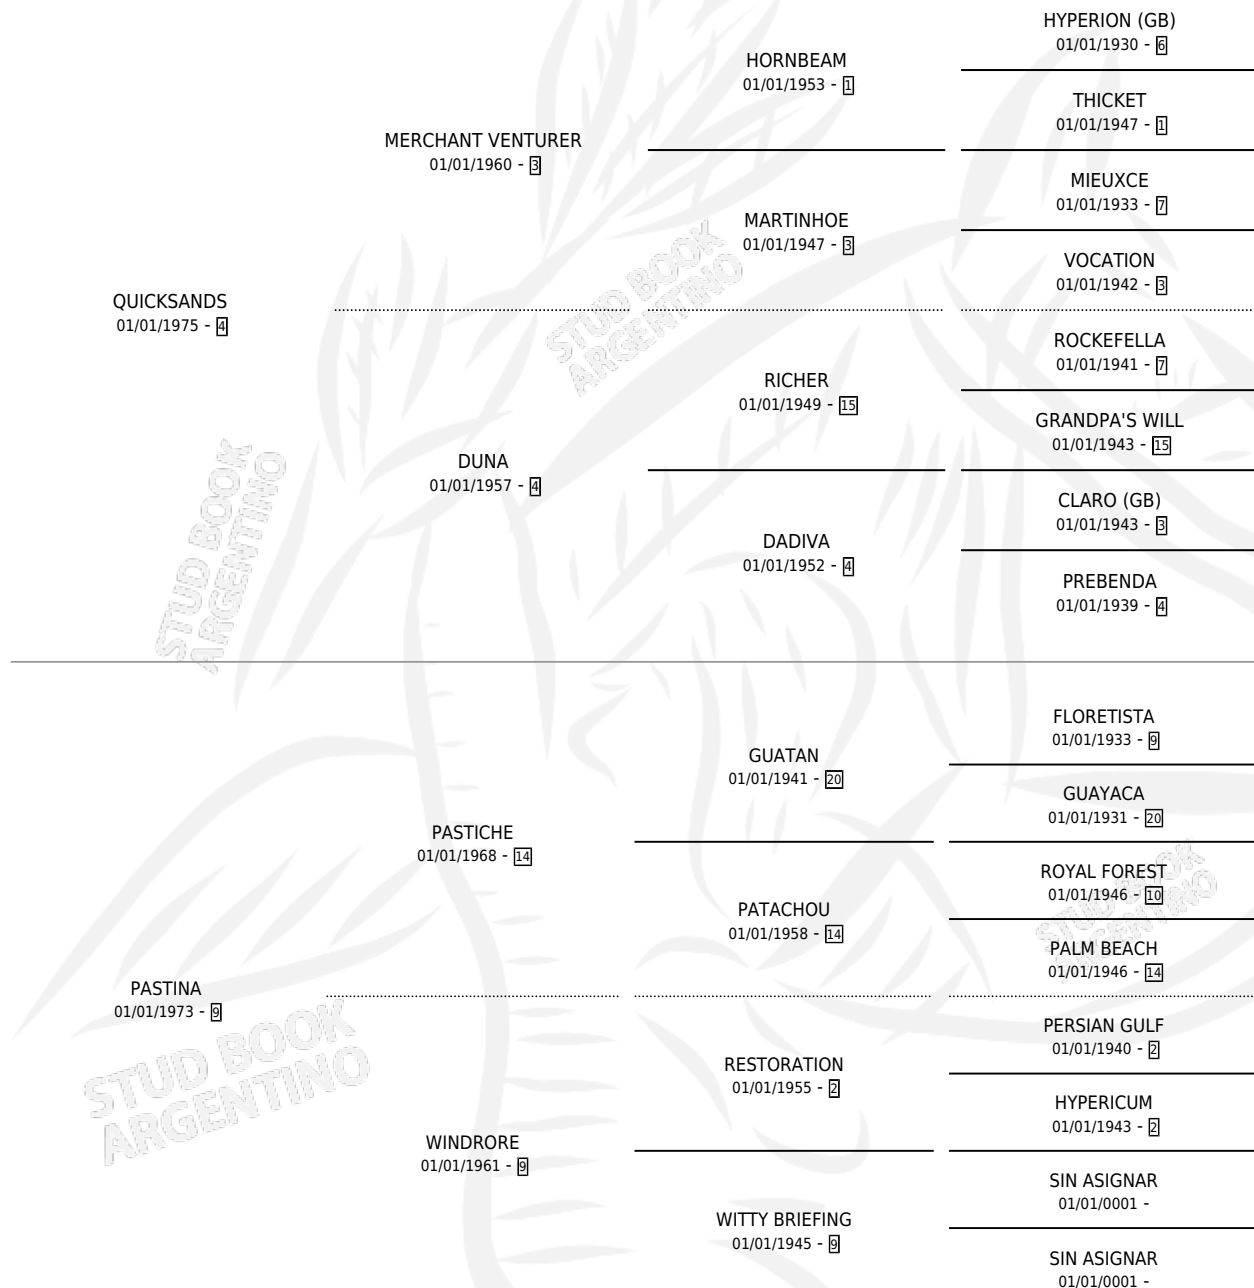 HYPERION (GB)
01/01/1930 - 6
HORNBEAM
01/01/1953 - 1
THICKET
01/01/1947 - 1
MERCHANT VENTURER
01/01/1960 - 3
MIEUXCE
01/01/1933 - 7
MARTINHOE
01/01/1947 - 3
VOCATION
01/01/1942 - 3
QUICKSANDS
01/01/1975 - 4
ROCKEFELLA
01/01/1941 - 7
RICHER
01/01/1949 - 15
GRANDPA'S WILL
01/01/1943 - 15
DUNA
01/01/1957 - 4
CLARO (GB)
01/01/1943 - 3
DADIVA
01/01/1952 - 4
PREBENDA
01/01/1939 - 4
FLORETISTA
01/01/1933 - 9
GUATAN
01/01/1941 - 20
GUAYACA
01/01/1931 - 20
PASTICHE
01/01/1968 - 14
ROYAL FOREST
01/01/1946 - 10
PATACHOU
01/01/1958 - 14
PALM BEACH
01/01/1946 - 14
PASTINA
01/01/1973 - 9
PERSIAN GULF
01/01/1940 - 2
RESTORATION
01/01/1955 - 2
HYPERICUM
01/01/1943 - 2
WINDRORE
01/01/1961 - 9
SIN ASIGNAR
01/01/0001 -
WITTY BRIEFING
01/01/1945 - 9
SIN ASIGNAR
01/01/0001 -
STUD BOOK
ARGENTINO
STUD BOOK
ARGENTINO
STUD BOOK
ARGENTINO
STUD BOOK
ARGENTINO